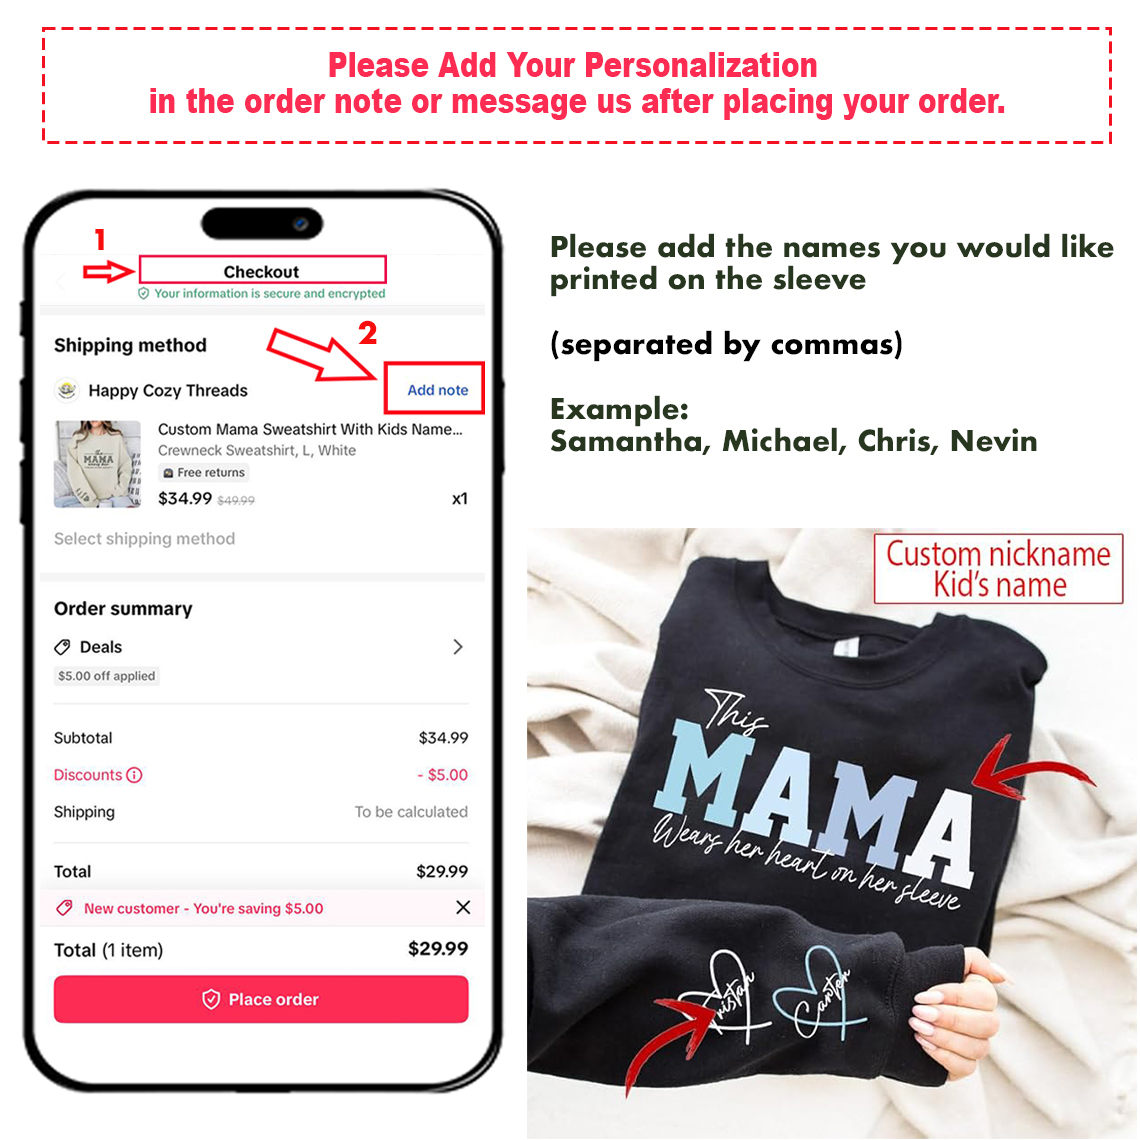 Please Add Your Personalization
in the order note or message us after placing your order.
1
Checkout
Your information is secure and encrypted
2
Shipping method
Happy Cozy Threads
Add note
Custom Mama Sweatshirt With Kids Name...
Crewneck Sweatshirt, L, White
Free returns
$34.99 $49.99
x1
Select shipping method
Order summary
Deals
$5.00 off applied
Subtotal
$34.99
Discounts
- $5.00
Shipping
To be calculated
Total
$29.99
New customer - You're saving $5.00
Total (1 item)
$29.99
Place order
Please add the names you would like
printed on the sleeve
(separated by commas)
Example:
Samantha, Michael, Chris, Nevin
Custom nickname
Kid's name
This
MAMA
Wears her heart on her sleeve
Carter